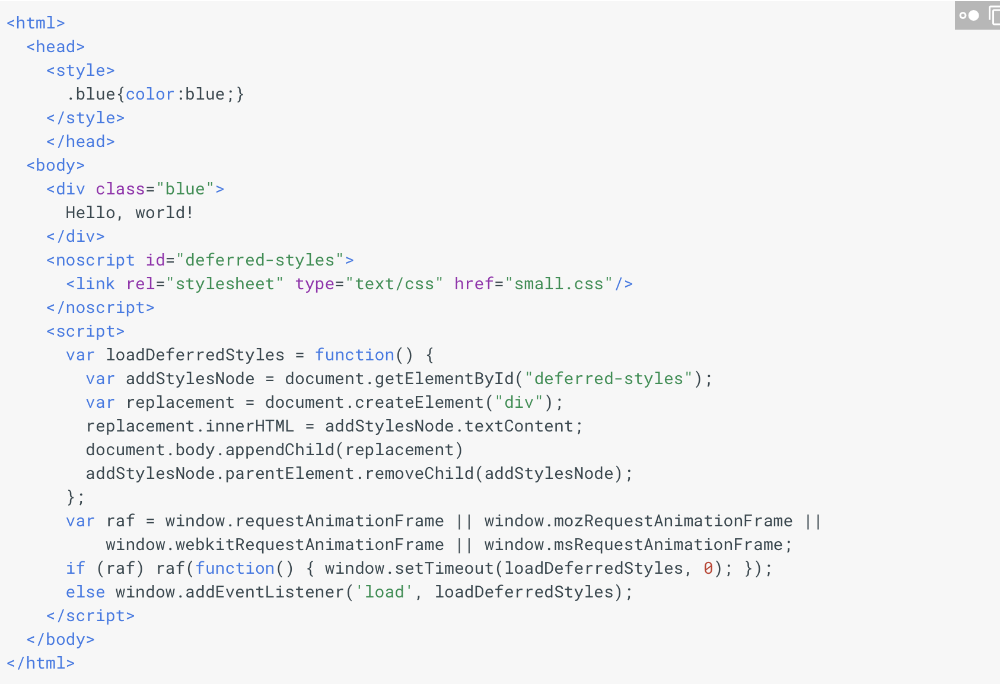 <html>
  <head>
    <style>
      .blue{color:blue;}
    </style>
    </head>
  <body>
    <div class="blue">
      Hello, world!
    </div>
    <noscript id="deferred-styles">
      <link rel="stylesheet" type="text/css" href="small.css"/>
    </noscript>
    <script>
      var loadDeferredStyles = function() {
        var addStylesNode = document.getElementById("deferred-styles");
        var replacement = document.createElement("div");
        replacement.innerHTML = addStylesNode.textContent;
        document.body.appendChild(replacement)
        addStylesNode.parentElement.removeChild(addStylesNode);
      };
      var raf = window.requestAnimationFrame || window.mozRequestAnimationFrame ||
          window.webkitRequestAnimationFrame || window.msRequestAnimationFrame;
      if (raf) raf(function() { window.setTimeout(loadDeferredStyles, 0); });
      else window.addEventListener('load', loadDeferredStyles);
    </script>
  </body>
</html>